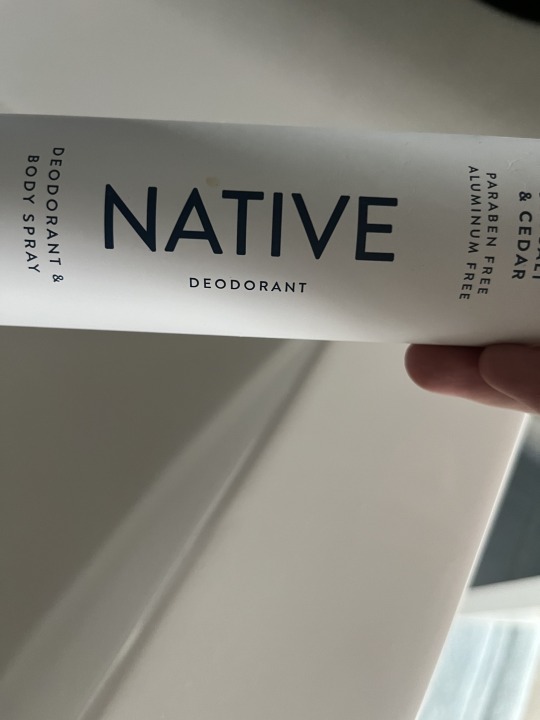 NATIVE
DEODORANT
DEODORANT &
BODY SPRAY
PARABEN FREE
ALUMINUM FREE
& CEDAR